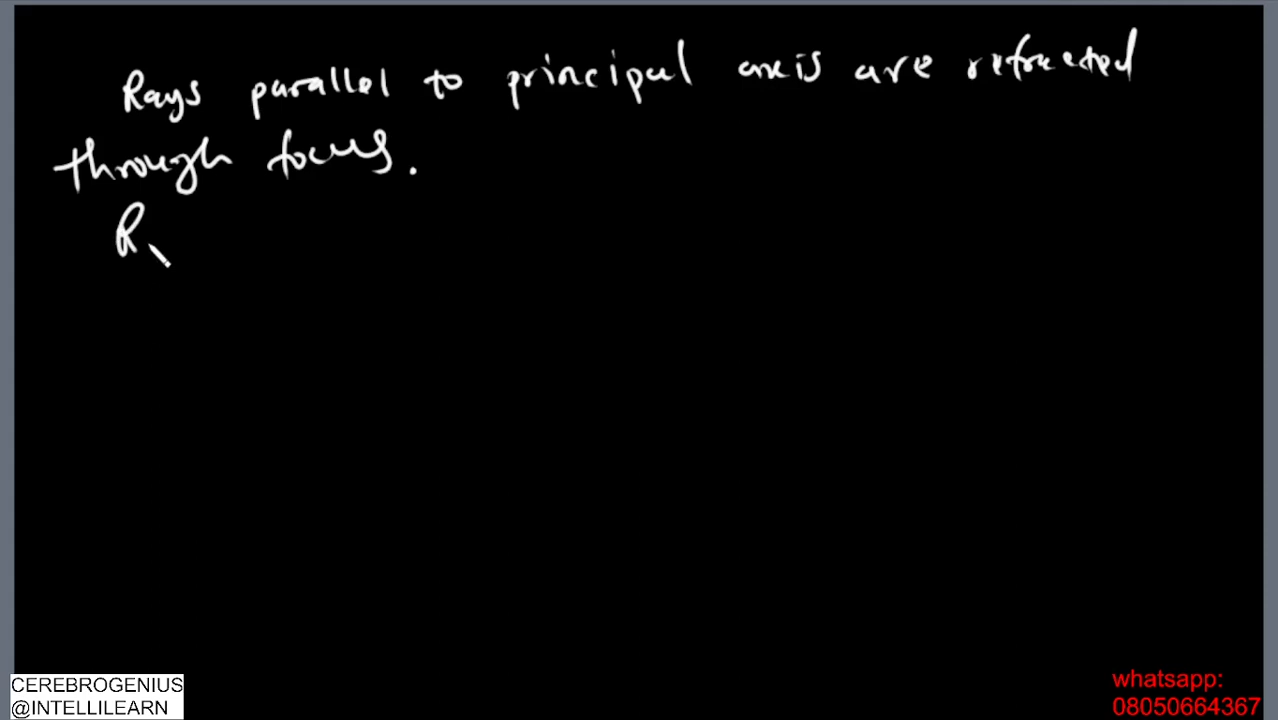 Rays parallel to principal axis are refracted
through focus.
R
CEREBROGENIUS
@INTELLILEARN
whatsapp:
08050664367